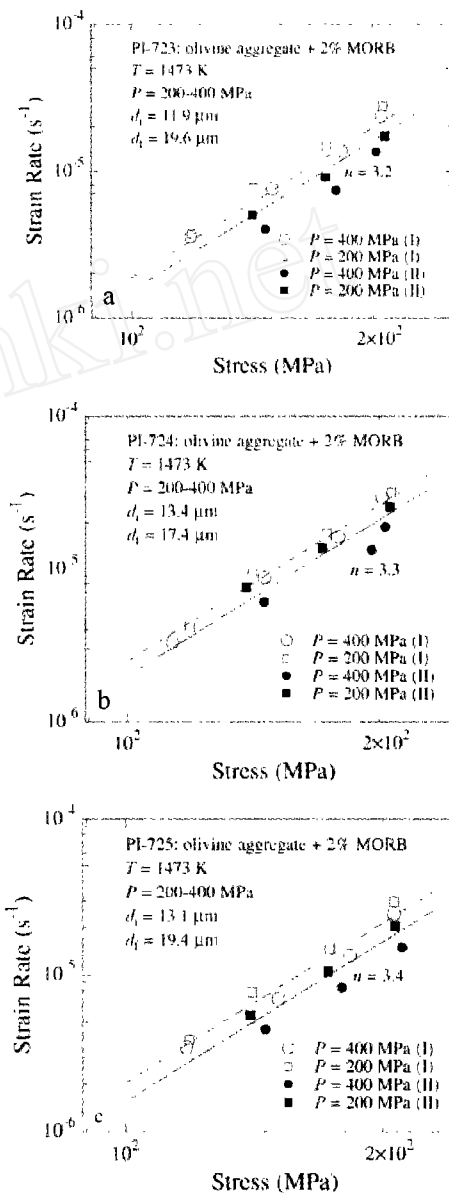 10⁻⁴
PI-723: olivine aggregate + 2% MORB
T = 1473 K
P = 200-400 MPa
dᵢ = 11.9 μm
d_f = 19.6 μm
Strain Rate (s⁻¹)
10⁻⁵
n = 3.2
P = 400 MPa (I)
P = 200 MPa (I)
P = 400 MPa (II)
P = 200 MPa (II)
a
10⁻⁶
10² 2×10²
Stress (MPa)
nki.net
10⁻⁴
PI-724: olivine aggregate + 2% MORB
T = 1473 K
P = 200-400 MPa
dᵢ = 13.4 μm
d_f = 17.4 μm
Strain Rate (s⁻¹)
10⁻⁵
n = 3.3
P = 400 MPa (I)
P = 200 MPa (I)
P = 400 MPa (II)
P = 200 MPa (II)
b
10⁻⁶
10² 2×10²
Stress (MPa)
10⁻⁴
PI-725: olivine aggregate + 2% MORB
T = 1473 K
P = 200-400 MPa
dᵢ = 13.1 μm
d_f = 19.4 μm
Strain Rate (s⁻¹)
10⁻⁵
n = 3.4
P = 400 MPa (I)
P = 200 MPa (I)
P = 400 MPa (II)
P = 200 MPa (II)
c
10⁻⁶
10² 2×10²
Stress (MPa)